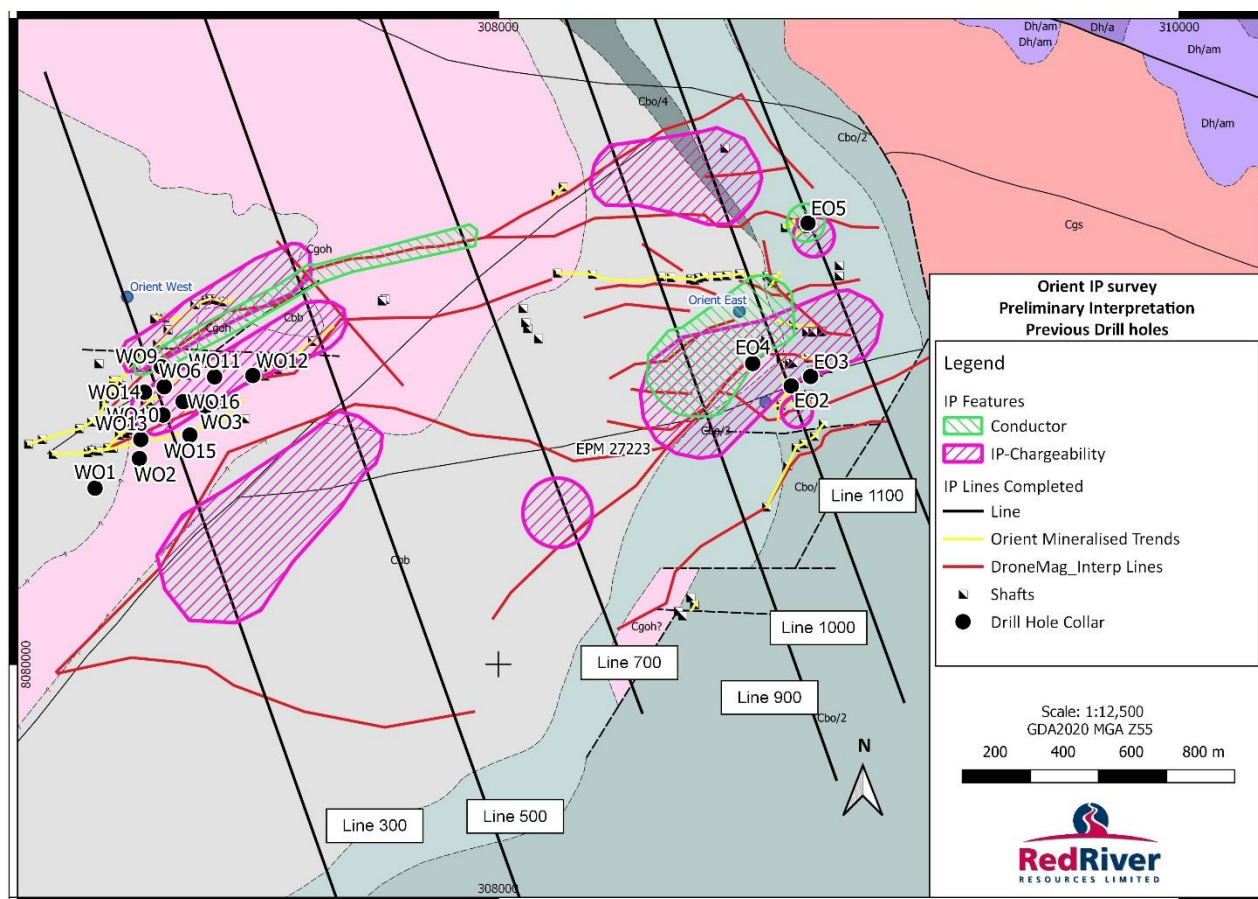 308000
310000
Dh/am
Dh/a
Dh/am
Dh/am
Dh/am
Cbo/4
Cbo/2
Cgs
EO5
Cgoh
Orient West
Orient East
Cgoh
Cbb
WO9
WO11
WO12
WO6
WO14
WO16
WO10
WO3
WO13
WO15
WO2
WO1
EO4
EO3
EO2
EPM 27223
Cbo/
Line 1100
Cbb
Cgoh?
Line 1000
Line 700
Line 900
Cbo/2
8080000
Line 500
Line 300
308000
Orient IP survey
Preliminary Interpretation
Previous Drill holes
Legend
IP Features
Conductor
IP-Chargeability
IP Lines Completed
Line
Orient Mineralised Trends
DroneMag_Interp Lines
Shafts
Drill Hole Collar
Scale: 1:12,500
GDA2020 MGA Z55
200 400 600 800 m
N
RedRiver
RESOURCES LIMITED